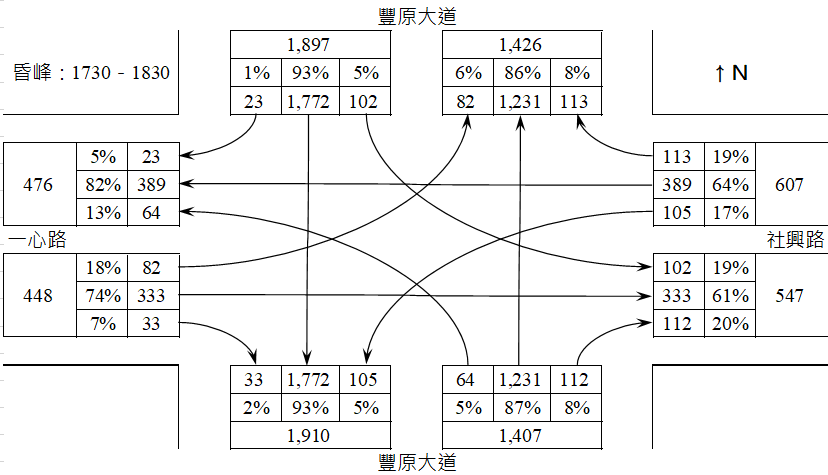 豐原大道
1,897 1,426
昏峰：1730－1830 1% 93% 5% 6% 86% 8% ↑N
23 1,772 102 82 1,231 113
5% 23 113 19%
476 82% 389 389 64% 607
13% 64 105 17%
一心路 社興路
18% 82 102 19%
448 74% 333 333 61% 547
7% 33 112 20%
33 1,772 105 64 1,231 112
2% 93% 5% 5% 87% 8%
1,910 1,407
豐原大道